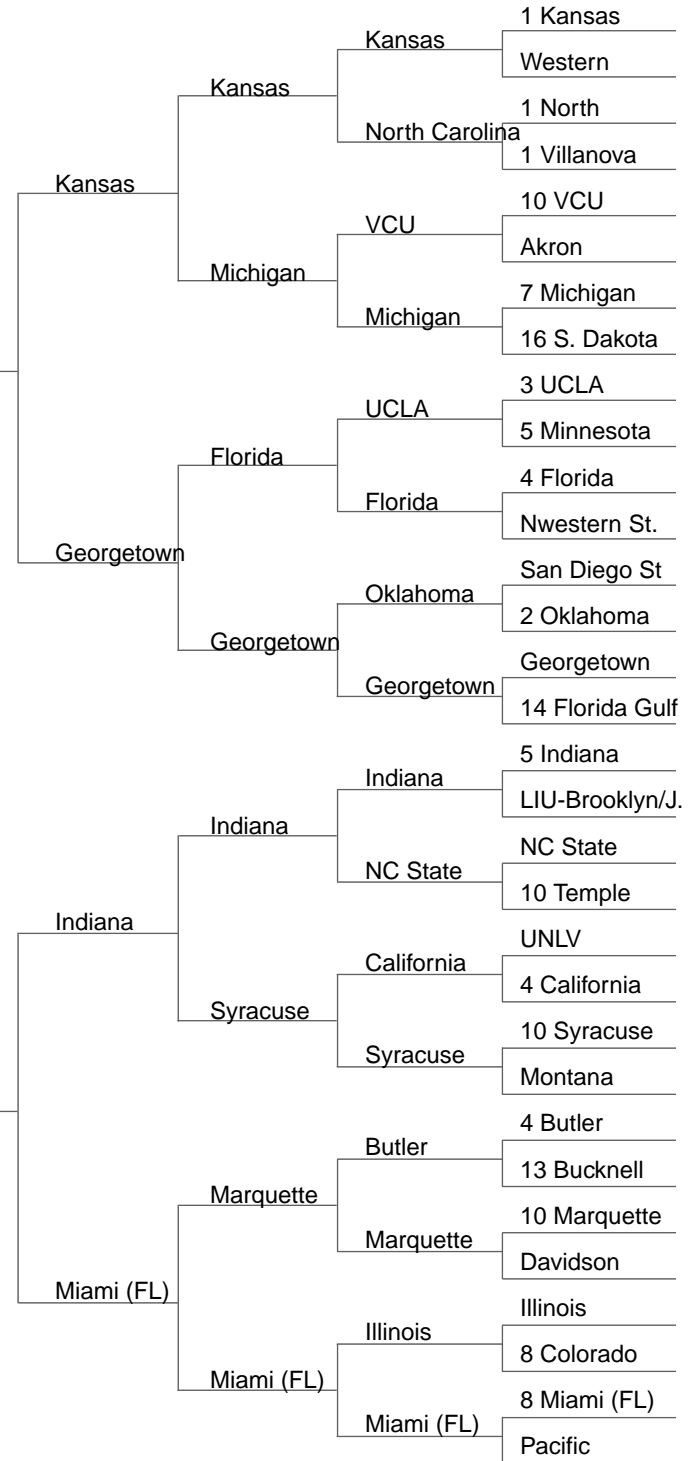 1 Kansas
Kansas
Western
Kansas
1 North
North Carolina
1 Villanova
Kansas
10 VCU
VCU
Akron
Michigan
7 Michigan
Michigan
16 S. Dakota
3 UCLA
UCLA
5 Minnesota
Florida
4 Florida
Florida
Nwestern St.
Georgetown
San Diego St
Oklahoma
2 Oklahoma
Georgetown
Georgetown
Georgetown
14 Florida Gulf
5 Indiana
Indiana
LIU-Brooklyn/J.
Indiana
NC State
NC State
10 Temple
Indiana
UNLV
California
4 California
Syracuse
10 Syracuse
Syracuse
Montana
4 Butler
Butler
13 Bucknell
Marquette
10 Marquette
Marquette
Davidson
Miami (FL)
Illinois
Illinois
8 Colorado
Miami (FL)
8 Miami (FL)
Miami (FL)
Pacific